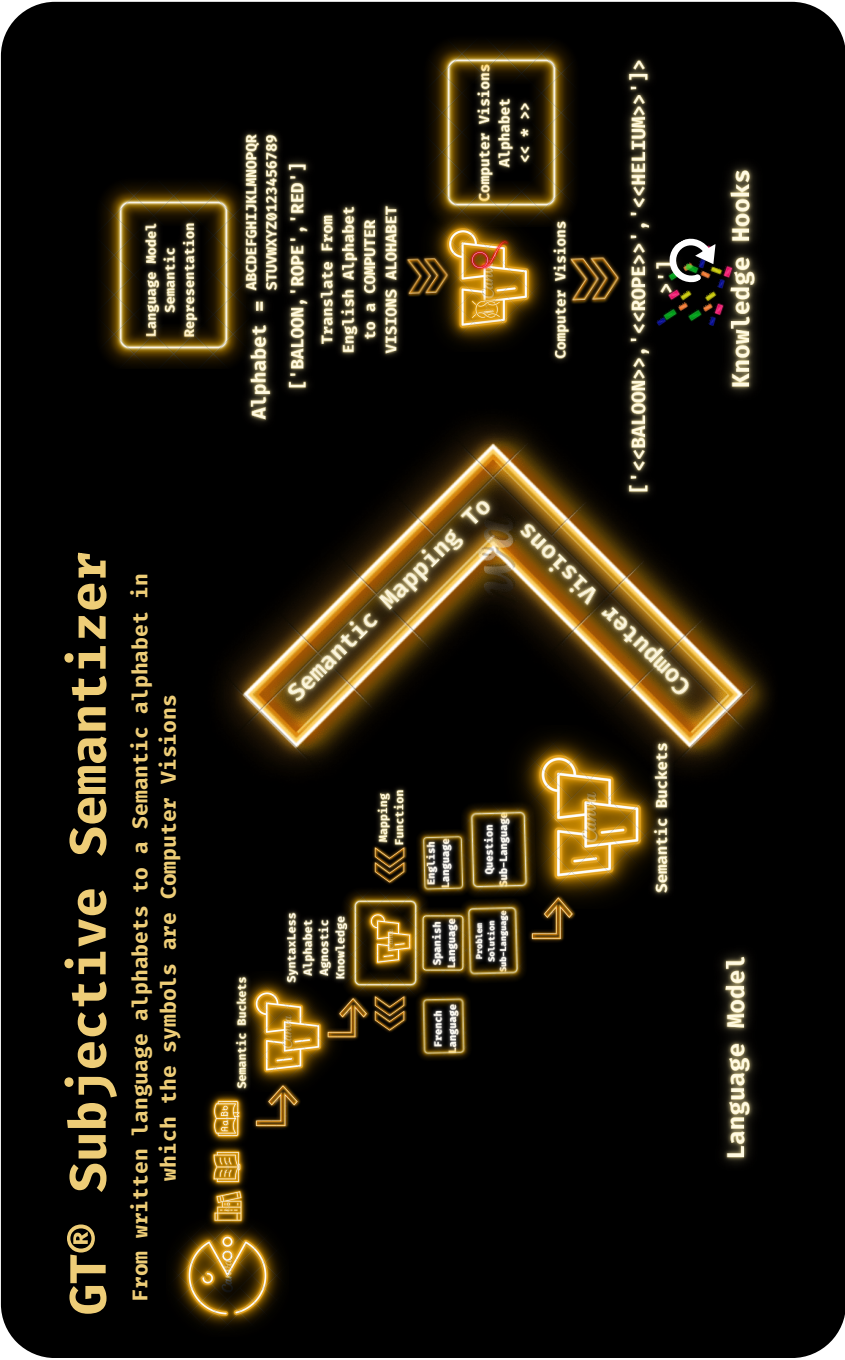 GT® Subjective Semantizer
From written language alphabets to a Semantic alphabet in
which the symbols are Computer Visions
Semantic Buckets
SyntaxLess
Alphabet
Agnostic
Knowledge
Mapping
Function
French
Language
Spanish
Language
English
Language
Problem
Solution
Sub-Language
Question
Sub-Language
Semantic Buckets
Language Model
Semantic Mapping To
Computer Visions
Language Model
Semantic
Representation
Alphabet = ABCDEFGHIJKLMNOPQR
STUVWXYZ0123456789
['BALOON,'ROPE','RED']
Translate From
English Alphabet
to a COMPUTER
VISIONS ALOHABET
Computer Visions
Alphabet
<< * >>
Computer Visions
['<<BALOON>>,'<<ROPE>>','<<HELIUM>>']>
>']
Knowledge Hooks